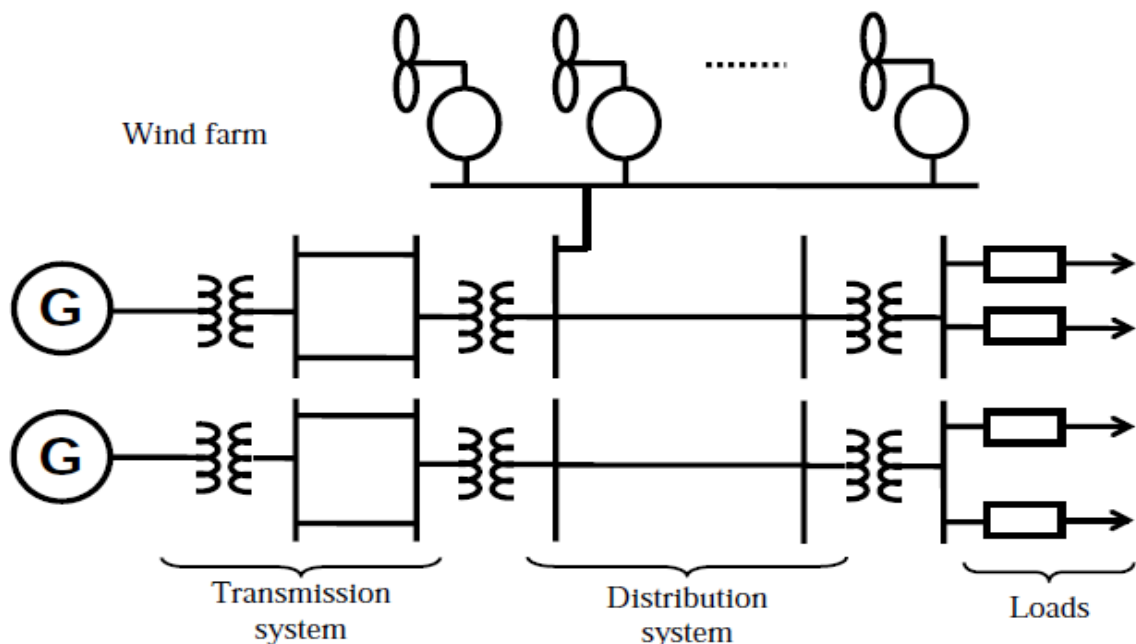 Wind farm
G
G
Transmission
system
Distribution
system
Loads